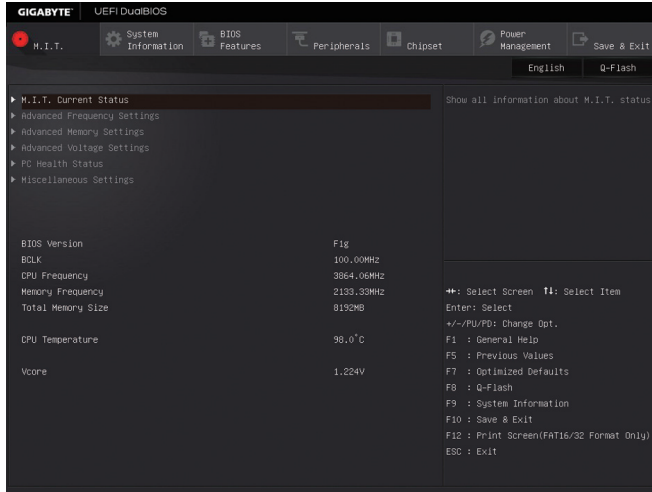 GIGABYTE™ UEFI DualBIOS
M.I.T.
System Information
BIOS Features
Peripherals
Chipset
Power Management
Save & Exit
English
Q-Flash
M.I.T. Current Status
Advanced Frequency Settings
Advanced Memory Settings
Advanced Voltage Settings
PC Health Status
Miscellaneous Settings
BIOS Version F1g
BCLK 100.00MHz
CPU Frequency 3864.06MHz
Memory Frequency 2133.33MHz
Total Memory Size 8192MB
CPU Temperature 98.0°C
Vcore 1.224V
Show all information about M.I.T. status
→←: Select Screen ↑↓: Select Item
Enter: Select
+/-/PU/PD: Change Opt.
F1 : General Help
F5 : Previous Values
F7 : Optimized Defaults
F8 : Q-Flash
F9 : System Information
F10 : Save & Exit
F12 : Print Screen(FAT16/32 Format Only)
ESC : Exit